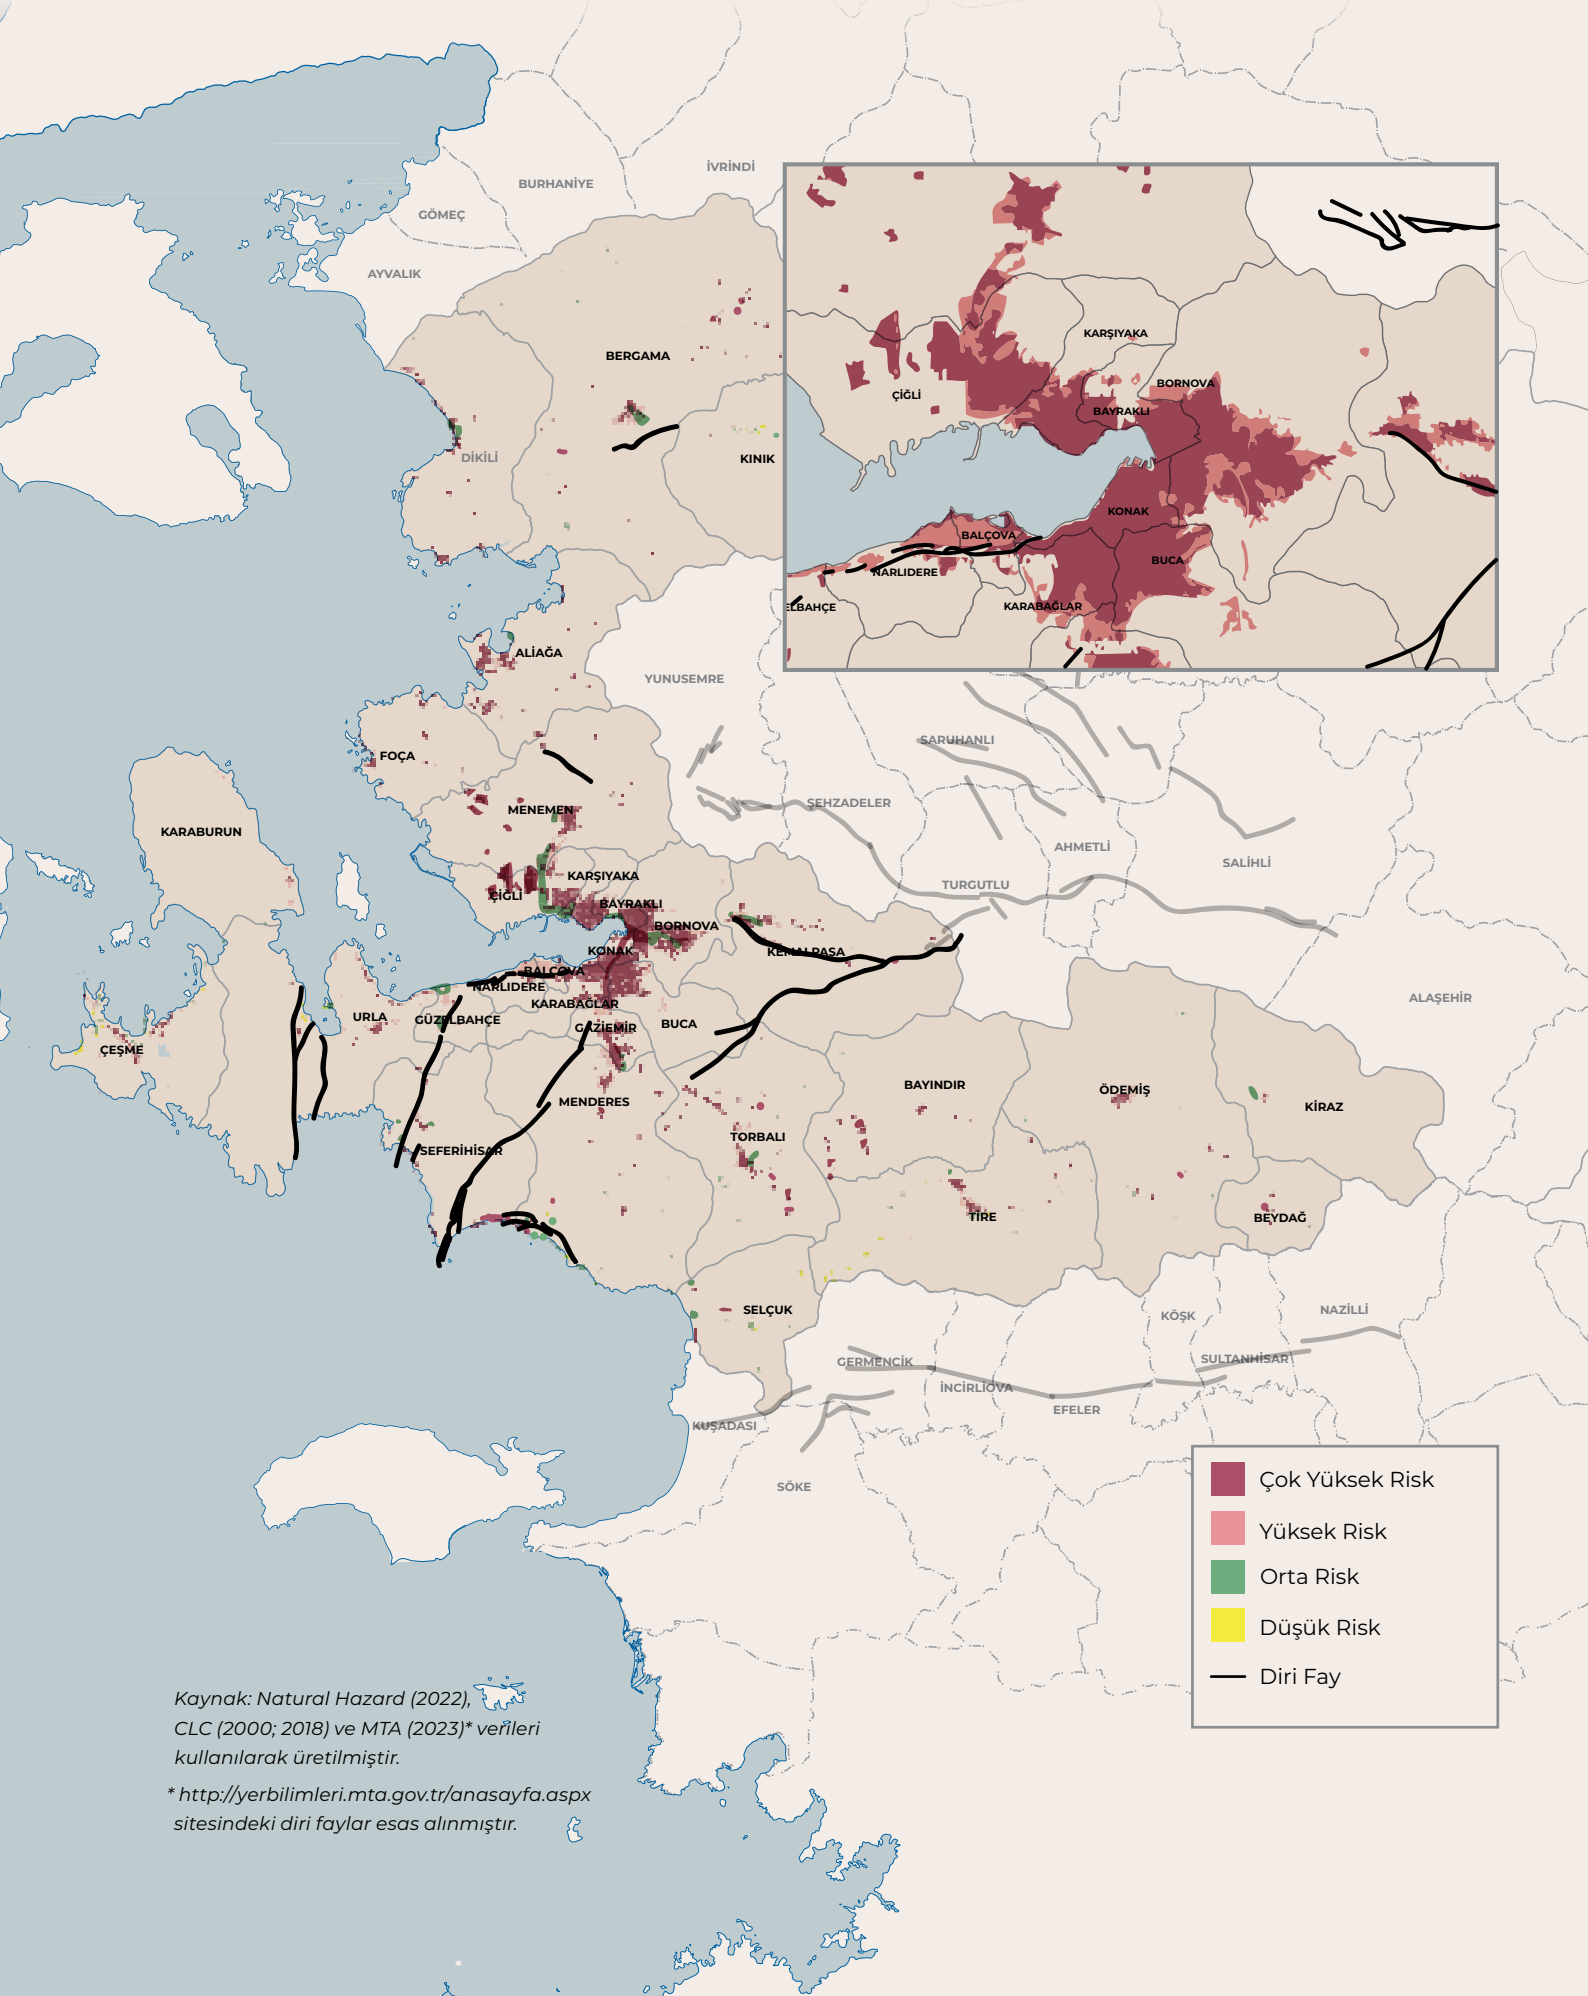 İVRİNDİ
BURHANİYE
GÖMEÇ
AYVALIK
BERGAMA
DİKİLİ
KINIK
KARŞIYAKA
BORNOVA
ÇİĞLİ
BAYRAKLI
KONAK
BALÇOVA
BUCA
NARLIDERE
ELBAHÇE
KARABAĞLAR
ALİAĞA
YUNUSEMRE
SARUHANLI
FOÇA
ŞEHZADELER
MENEMEN
KARABURUN
AHMETLİ
SALİHLİ
KARŞIYAKA
TURGUTLU
ÇİĞLİ
BAYRAKLI
BORNOVA
KONAK
KEMALPAŞA
BALÇOVA
NARLIDERE
ALAŞEHİR
KARABAĞLAR
URLA
GÜZELBAHÇE
GAZİEMİR
BUCA
ÇEŞME
BAYINDIR
ÖDEMİŞ
MENDERES
KİRAZ
TORBALI
SEFERİHİSAR
TİRE
BEYDAĞ
SELÇUK
KÖŞK
NAZİLLİ
GERMENCİK
SULTANHİSAR
İNCİRLİOVA
EFELER
KUŞADASI
SÖKE
Çok Yüksek Risk
Yüksek Risk
Orta Risk
Düşük Risk
Diri Fay
Kaynak: Natural Hazard (2022),
CLC (2000; 2018) ve MTA (2023)* verileri
kullanılarak üretilmiştir.
* http://yerbilimleri.mta.gov.tr/anasayfa.aspx
sitesindeki diri faylar esas alınmıştır.